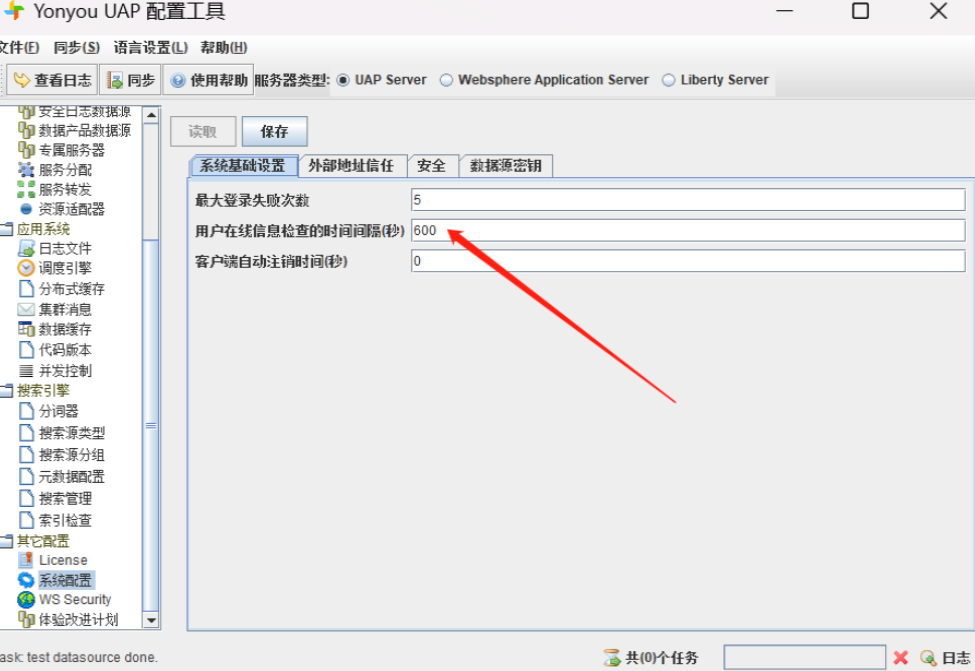 Yonyou UAP 配置工具
文件(F) 同步(S) 语言设置(L) 帮助(H)
查看日志 同步 使用帮助 服务器类型: UAP Server Websphere Application Server Liberty Server
安全日志数据源
数据产品数据源
专属服务器
服务分配
服务转发
资源适配器
应用系统
日志文件
调度引擎
分布式缓存
集群消息
数据缓存
代码版本
并发控制
搜索引擎
分词器
搜索源类型
搜索源分组
元数据配置
搜索管理
索引检查
其它配置
License
系统配置
WS Security
体验改进计划
读取 保存
系统基础设置 外部地址信任 安全 数据源密钥
最大登录失败次数 5
用户在线信息检查的时间间隔(秒) 600
客户端自动注销时间(秒) 0
ask: test datasource done.
共(0)个任务 日志